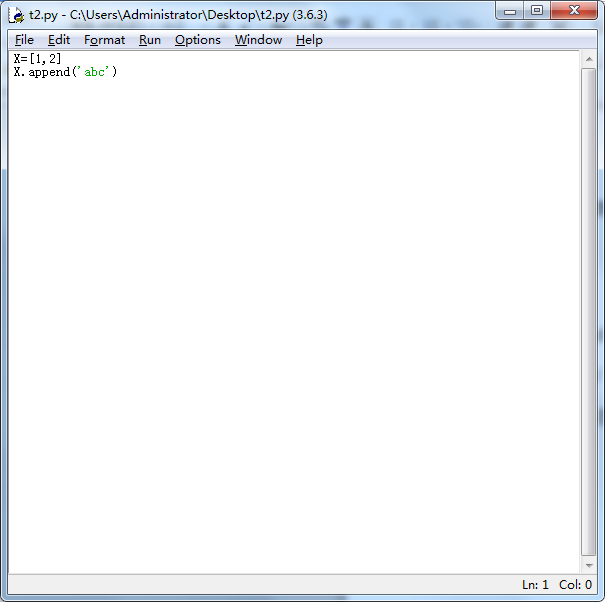 t2.py - C:\Users\Administrator\Desktop\t2.py (3.6.3)
File Edit Format Run Options Window Help
X=[1,2]
X.append('abc')
Ln: 1 Col: 0